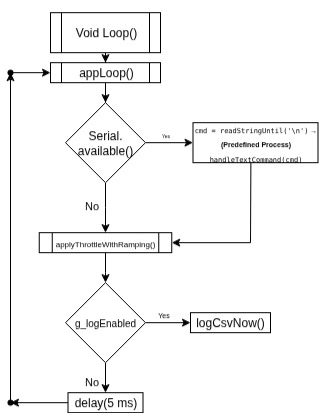 Void Loop()
appLoop()
Serial.
available()
Yes
cmd = readStringUntil('\n') →
(Predefined Process)
handleTextCommand(cmd)
No
applyThrottleWithRamping()
g_logEnabled
Yes
logCsvNow()
No
delay(5 ms)